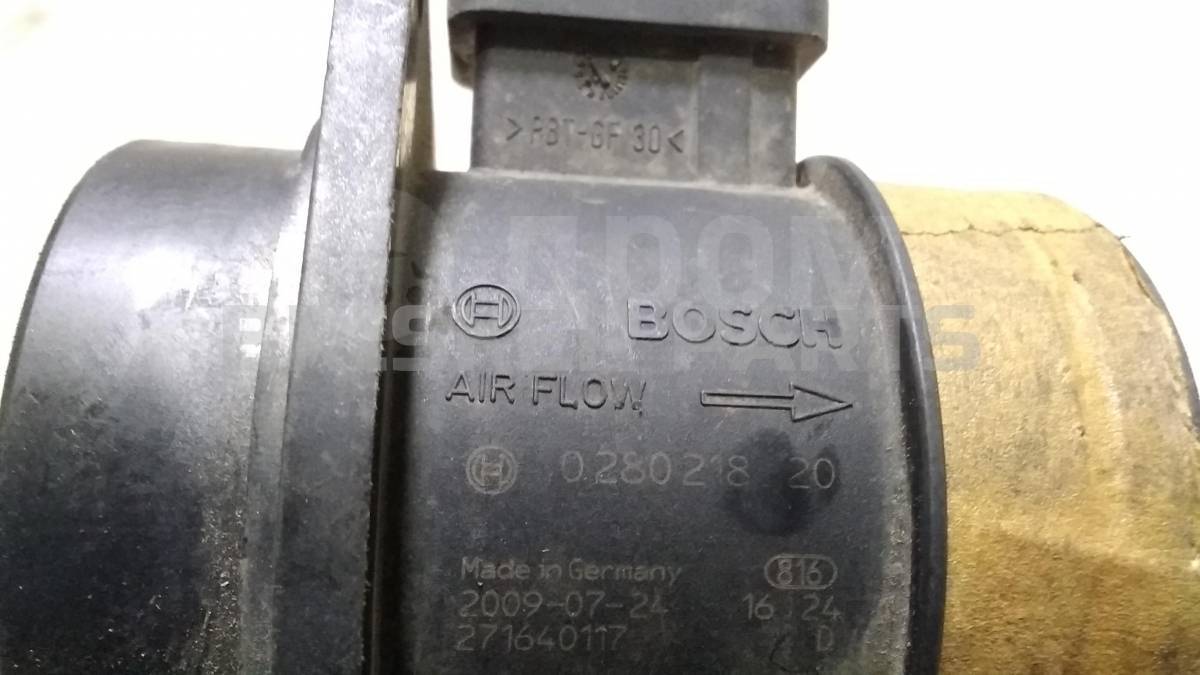 >PBT-GF 30<
BOSCH
AIR FLOW
0 280 218 20
Made in Germany 816
2009-07-24 16 24
271640117 D